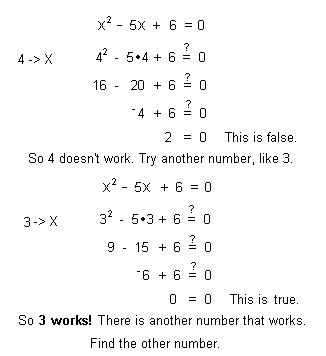 x² - 5x + 6 = 0
4 -> X 4² - 5•4 + 6 ≟ 0
16 - 20 + 6 ≟ 0
⁻4 + 6 ≟ 0
2 = 0 This is false.
So 4 doesn't work. Try another number, like 3.
x² - 5x + 6 = 0
3 -> X 3² - 5•3 + 6 ≟ 0
9 - 15 + 6 ≟ 0
⁻6 + 6 ≟ 0
0 = 0 This is true.
So 3 works! There is another number that works.
Find the other number.